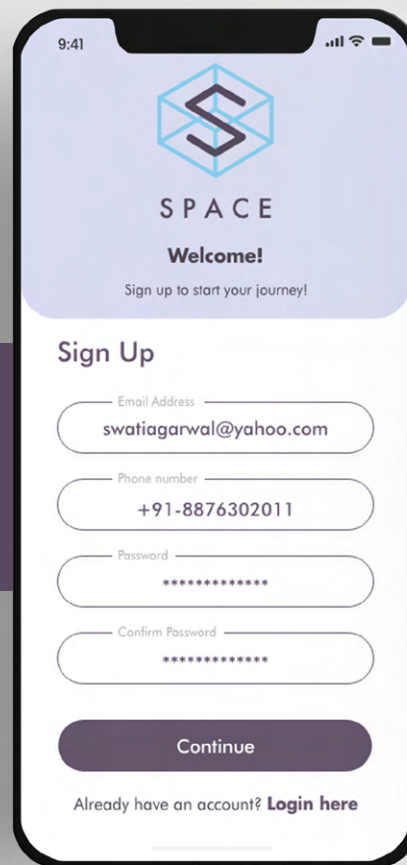 9:41
S
SPACE
Welcome!
Sign up to start your journey!
Sign Up
Email Address
swatiagarwal@yahoo.com
Phone number
+91-8876302011
Password
*************
Confirm Password
*************
Continue
Already have an account? Login here